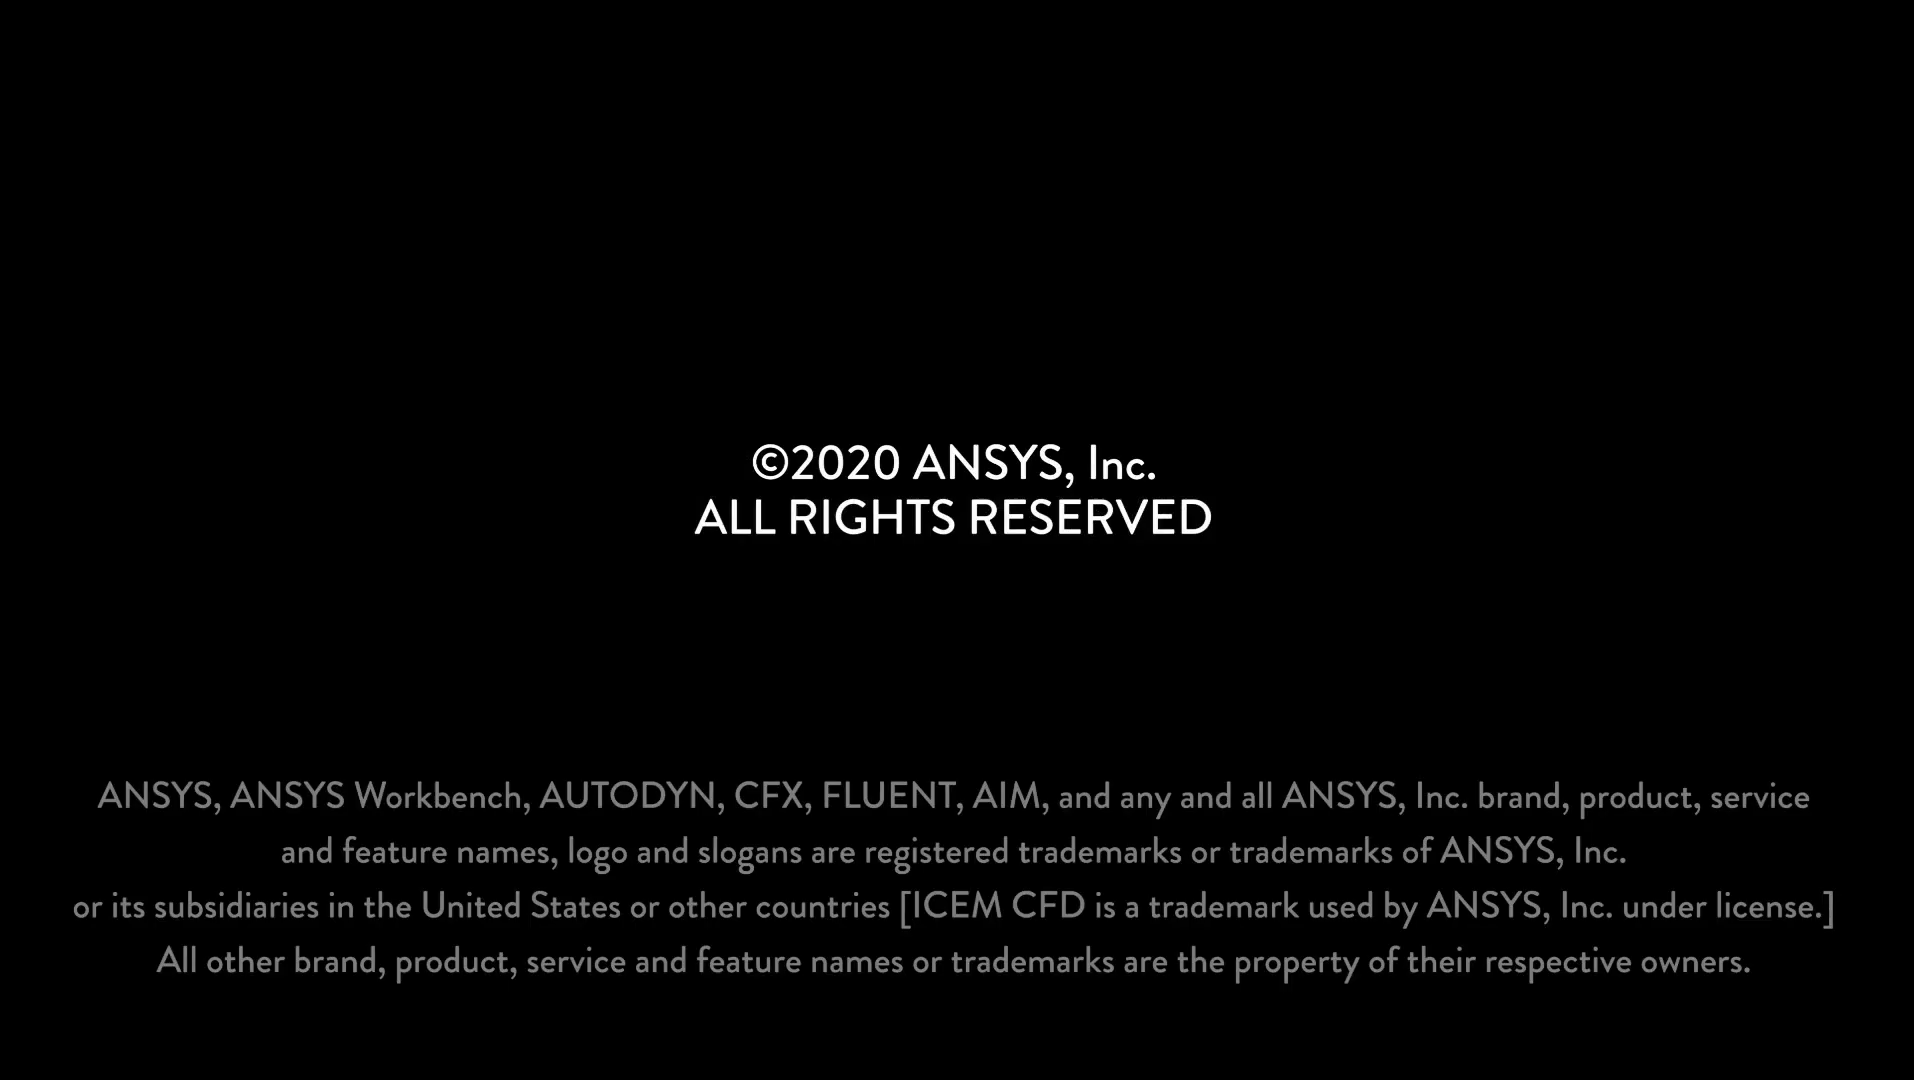 ©2020 ANSYS, Inc.
ALL RIGHTS RESERVED
ANSYS, ANSYS Workbench, AUTODYN, CFX, FLUENT, AIM, and any and all ANSYS, Inc. brand, product, service
and feature names, logo and slogans are registered trademarks or trademarks of ANSYS, Inc.
or its subsidiaries in the United States or other countries [ICEM CFD is a trademark used by ANSYS, Inc. under license.]
All other brand, product, service and feature names or trademarks are the property of their respective owners.